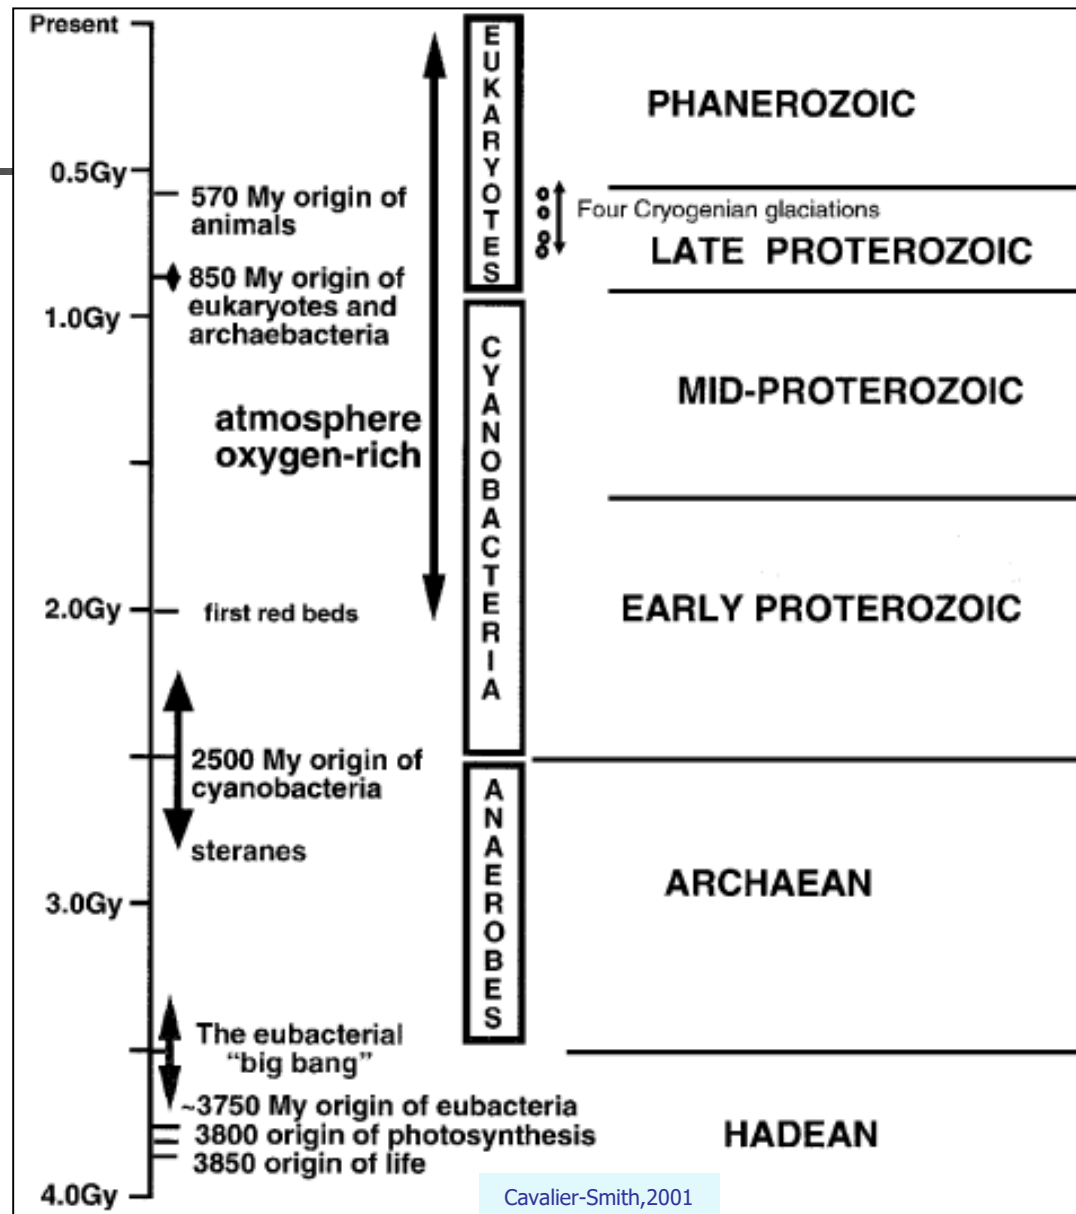 Present
0.5Gy
570 My origin of
animals
850 My origin of
eukaryotes and
archaebacteria
1.0Gy
atmosphere
oxygen-rich
2.0Gy
first red beds
2500 My origin of
cyanobacteria
steranes
3.0Gy
The eubacterial
"big bang"
~3750 My origin of eubacteria
3800 origin of photosynthesis
3850 origin of life
4.0Gy
EUKARYOTES
CYANOBACTERIA
ANAEROBES
PHANEROZOIC
Four Cryogenian glaciations
LATE PROTEROZOIC
MID-PROTEROZOIC
EARLY PROTEROZOIC
ARCHAEAN
HADEAN
Cavalier-Smith,2001